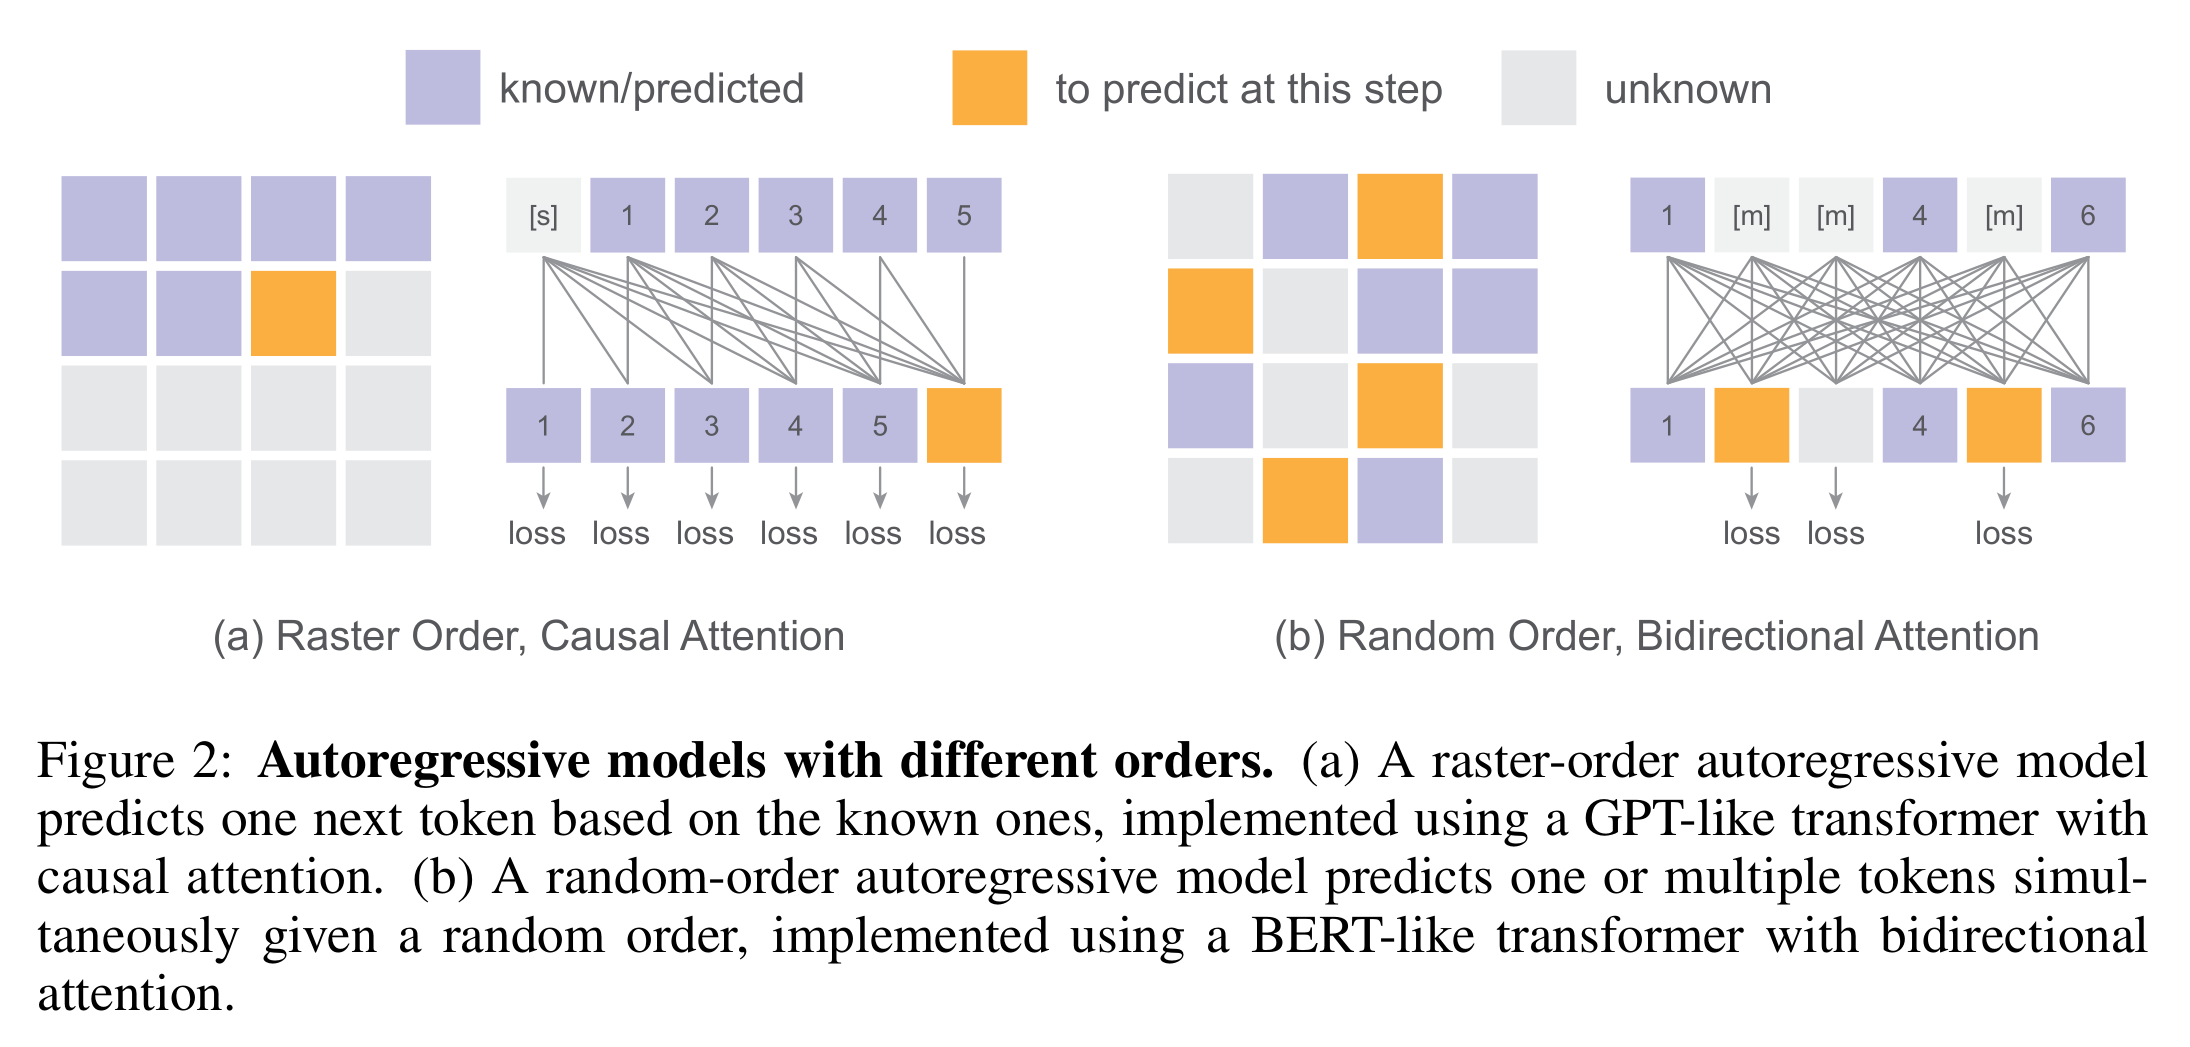 known/predicted to predict at this step unknown
[s] 1 2 3 4 5
1 2 3 4 5
loss loss loss loss loss loss
(a) Raster Order, Causal Attention
1 [m] [m] 4 [m] 6
1 4 6
loss loss loss
(b) Random Order, Bidirectional Attention
Figure 2: Autoregressive models with different orders. (a) A raster-order autoregressive model
predicts one next token based on the known ones, implemented using a GPT-like transformer with
causal attention. (b) A random-order autoregressive model predicts one or multiple tokens simul-
taneously given a random order, implemented using a BERT-like transformer with bidirectional
attention.